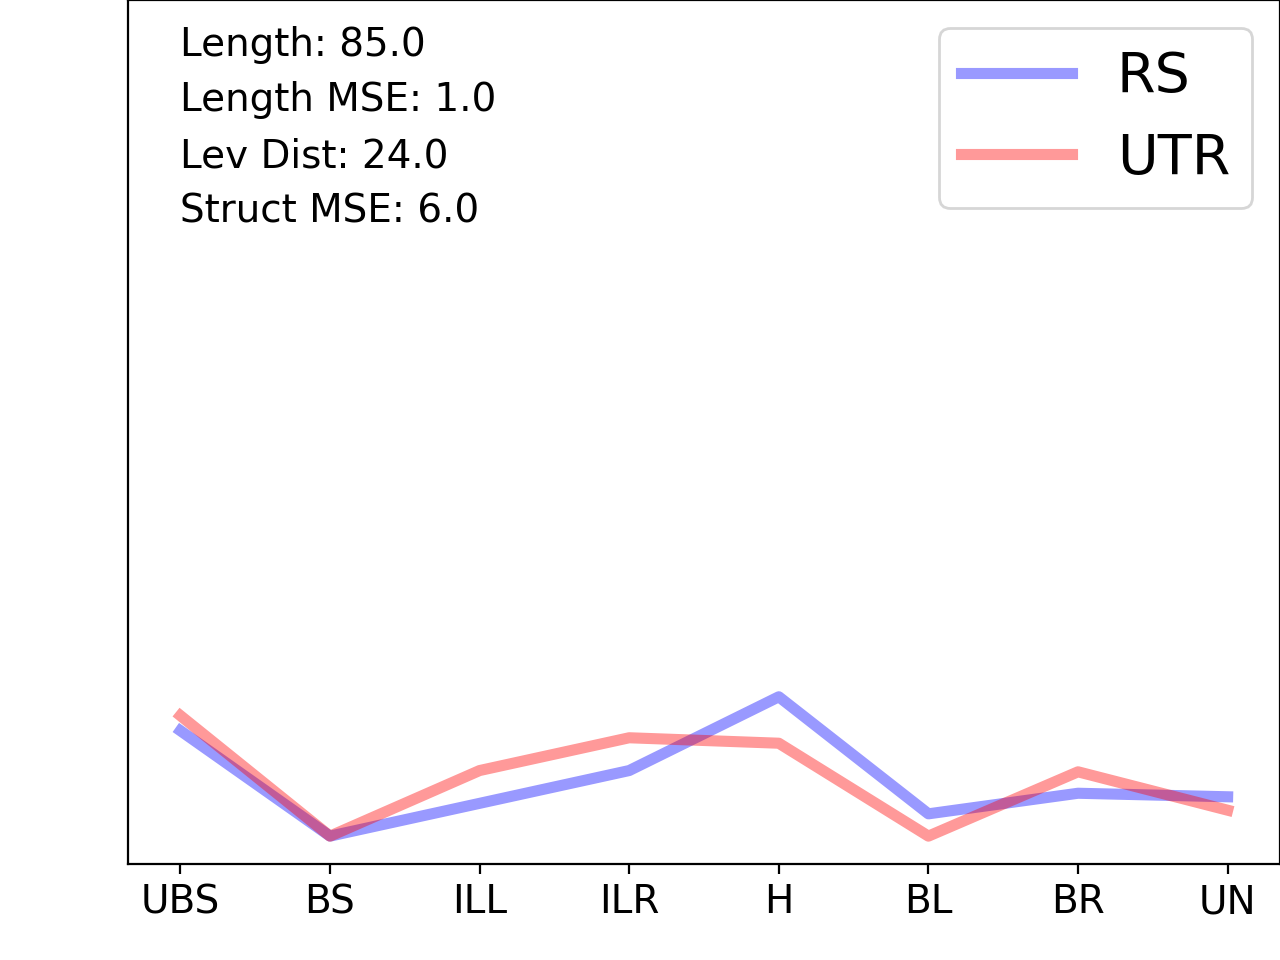 Length: 85.0
Length MSE: 1.0
Lev Dist: 24.0
Struct MSE: 6.0
RS
UTR
UBS BS ILL ILR H BL BR UN